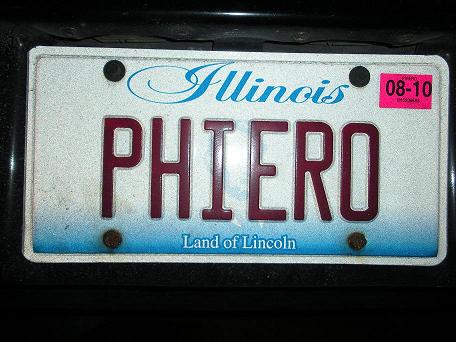 Illinois
08-10
PHIERO
Land of Lincoln